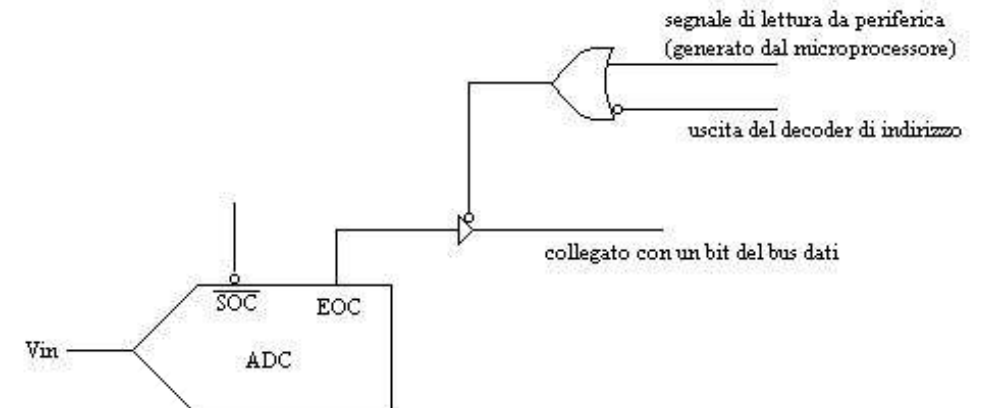 segnale di lettura da periferica
(generato dal microprocessore)
uscita del decoder di indirizzo
collegato con un bit del bus dati
SOC
EOC
Vin
ADC